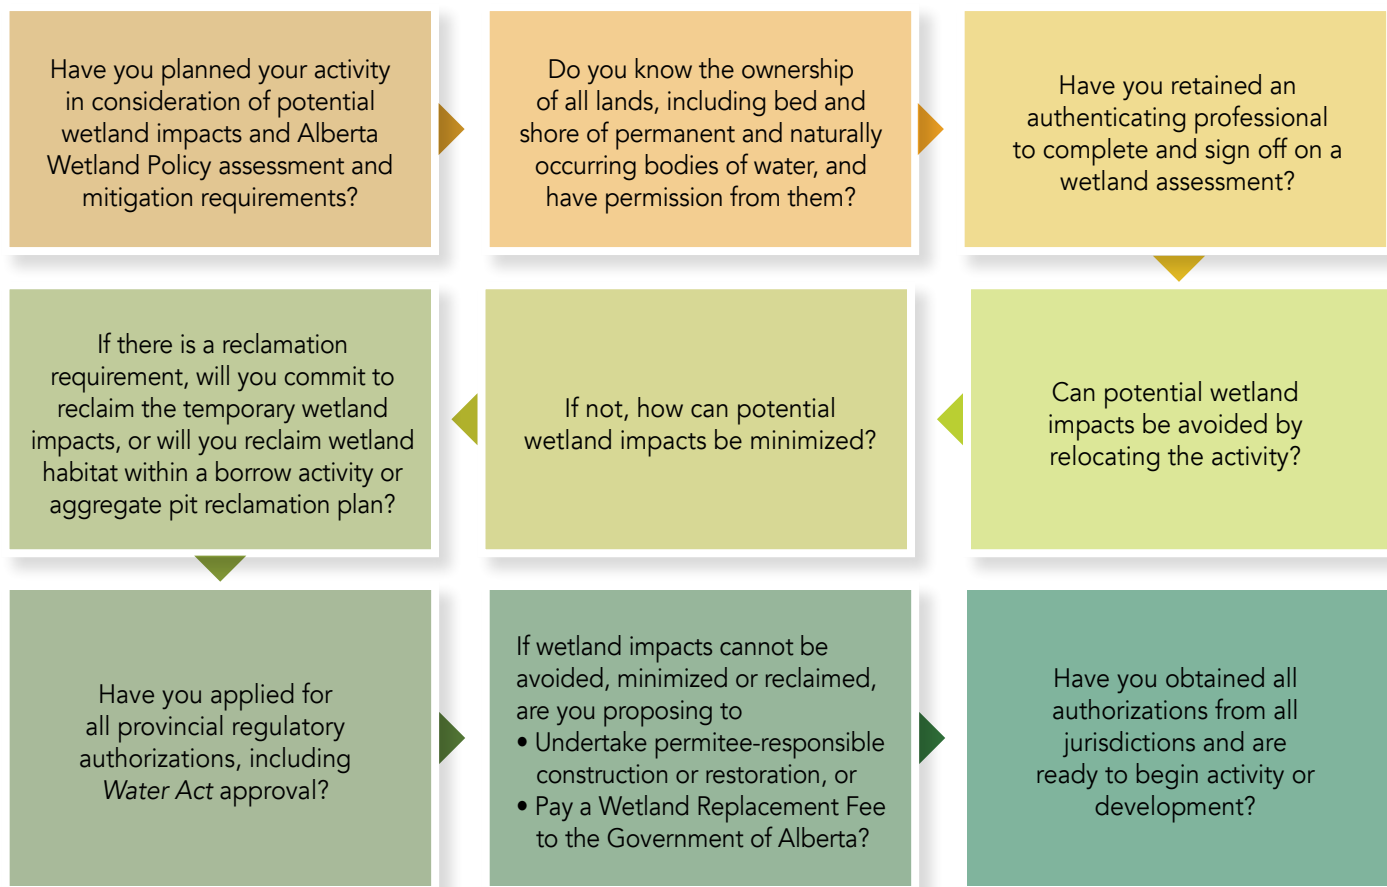 Have you planned your activity
in consideration of potential
wetland impacts and Alberta
Wetland Policy assessment and
mitigation requirements?
Do you know the ownership
of all lands, including bed and
shore of permanent and naturally
occurring bodies of water, and
have permission from them?
Have you retained an
authenticating professional
to complete and sign off on a
wetland assessment?
Can potential wetland
impacts be avoided by
relocating the activity?
If not, how can potential
wetland impacts be minimized?
If there is a reclamation
requirement, will you commit to
reclaim the temporary wetland
impacts, or will you reclaim wetland
habitat within a borrow activity or
aggregate pit reclamation plan?
Have you applied for
all provincial regulatory
authorizations, including
Water Act approval?
If wetland impacts cannot be
avoided, minimized or reclaimed,
are you proposing to
• Undertake permitee-responsible
construction or restoration, or
• Pay a Wetland Replacement Fee
to the Government of Alberta?
Have you obtained all
authorizations from all
jurisdictions and are
ready to begin activity or
development?